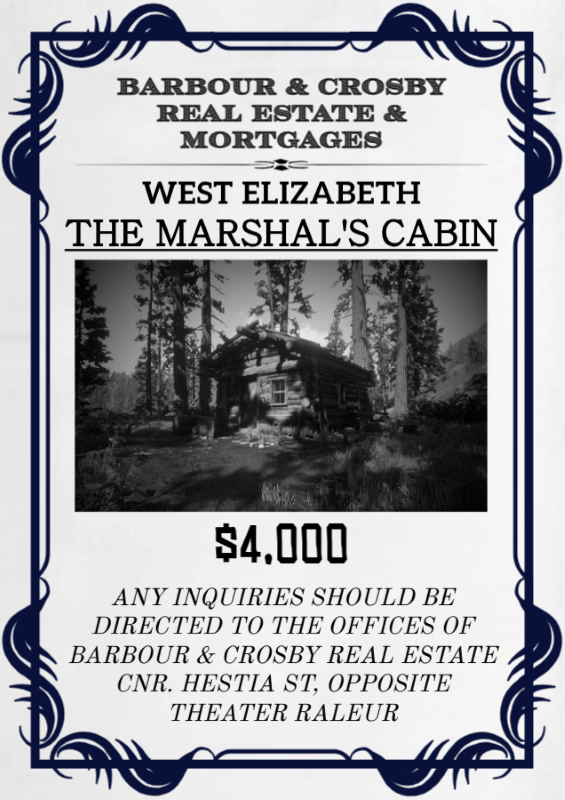 BARBOUR & CROSBY
REAL ESTATE &
MORTGAGES
WEST ELIZABETH
THE MARSHAL'S CABIN
$4,000
ANY INQUIRIES SHOULD BE
DIRECTED TO THE OFFICES OF
BARBOUR & CROSBY REAL ESTATE
CNR. HESTIA ST, OPPOSITE
THEATER RALEUR